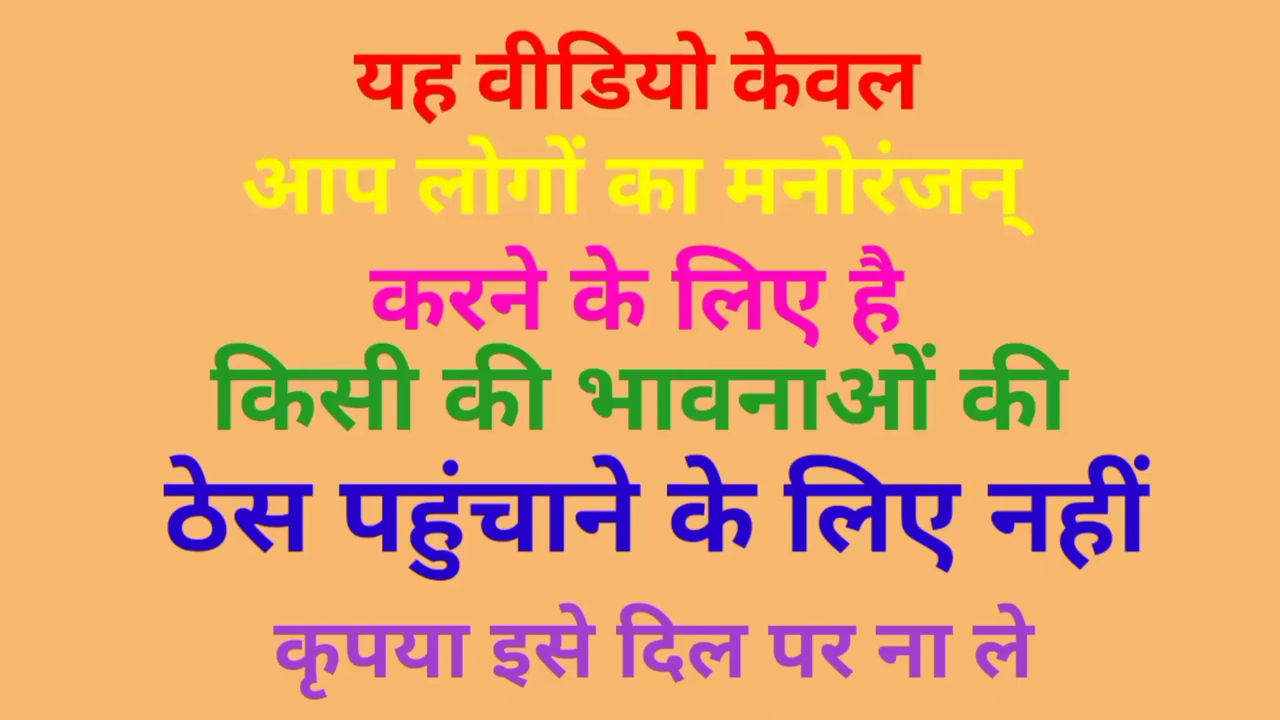 यह वीडियो केवल
आप लोगों का मनोरंजन्
करने के लिए है
किसी की भावनाओं की
ठेस पहुंचाने के लिए नहीं
कृपया इसे दिल पर ना ले